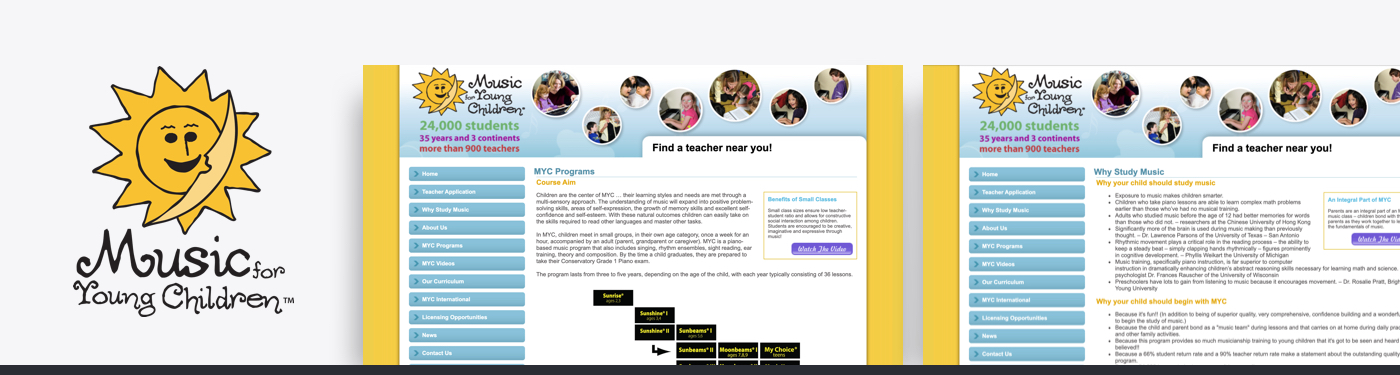 Music for
Young Children™
Music
for Young
Children
24,000 students
35 years and 3 continents
more than 900 teachers
Find a teacher near you!
Home
Teacher Application
Why Study Music
About Us
MYC Programs
MYC Videos
Our Curriculum
MYC International
Licensing Opportunities
News
Contact Us
MYC Programs
Course Aim
Children are the center of MYC … their learning styles and needs are met through a
multi-sensory approach. The understanding of music will expand into positive problem-
solving skills, areas of self-expression, the growth of memory skills and excellent self-
confidence and self-esteem. With these natural outcomes children can easily take on
the skills required to read other languages and master other tasks.
In MYC, children meet in small groups, in their own age category, once a week for an
hour, accompanied by an adult (parent, grandparent or caregiver). MYC is a piano-
based music program that also includes singing, rhythm ensembles, sight reading, ear
training, theory and composition. By the time a child graduates, they are prepared to
take their Conservatory Grade 1 Piano exam.
The program lasts from three to five years, depending on the age of the child, with each year typically consisting of 36 lessons.
Benefits of Small Classes
Small class sizes ensure low teacher-
student ratio and allows for constructive
social interaction among children.
Students are encouraged to be creative,
imaginative and expressive through
music!
Watch The Video
Sunrise®
ages 2,3
Sunshine® I
ages 3,4
Sunshine® II
Sunbeams® I
Sunbeams® II
Moonbeams® I
ages 7,8,9
My Choice®
teens
Music
for Young
Children
24,000 students
35 years and 3 continents
more than 900 teachers
Find a teacher near you!
Home
Teacher Application
Why Study Music
About Us
MYC Programs
MYC Videos
Our Curriculum
MYC International
Licensing Opportunities
News
Contact Us
Why Study Music
Why your child should study music
Exposure to music makes children smarter.
Children who take piano lessons are able to learn complex math problems
earlier than those who've had no musical training.
Adults who studied music before the age of 12 had better memories for words
than those who did not. – researchers at the Chinese University of Hong Kong
Significantly more of the brain is used during music making than previously
thought. – Dr. Lawrence Parsons of the University of Texas – San Antonio
Rhythmic movement plays a critical role in the reading process – the ability to
keep a steady beat – simply clapping hands rhythmically – figures prominently
in cognitive development. – Phyllis Weikart the University of Michigan
Music training, specifically piano instruction, is far superior to computer
instruction in dramatically enhancing children's abstract reasoning skills necessary for learning math and science.
psychologist Dr. Frances Rauscher of the University of Wisconsin
Preschoolers have lots to gain from listening to music because it encourages movement. – Dr. Rosalie Pratt, Brigh
Young University
Why your child should begin with MYC
Because it's fun!! (In addition to being of superior quality, very comprehensive, confidence building and a wonderfu
to begin the study of music.)
Because the child and parent bond as a "music team" during lessons and that carries on at home during daily prac
and other family activities.
Because this program provides so much musicianship training to young children that it's got to be seen and hear
believed!!
Because a 66% student return rate and a 90% teacher return rate make a statement about the outstanding quality
program.
An Integral Part of MYC
Parents are an integral part of
music class – children bond with
parents as they work together to
the fundamentals of music.
Watch The Vid